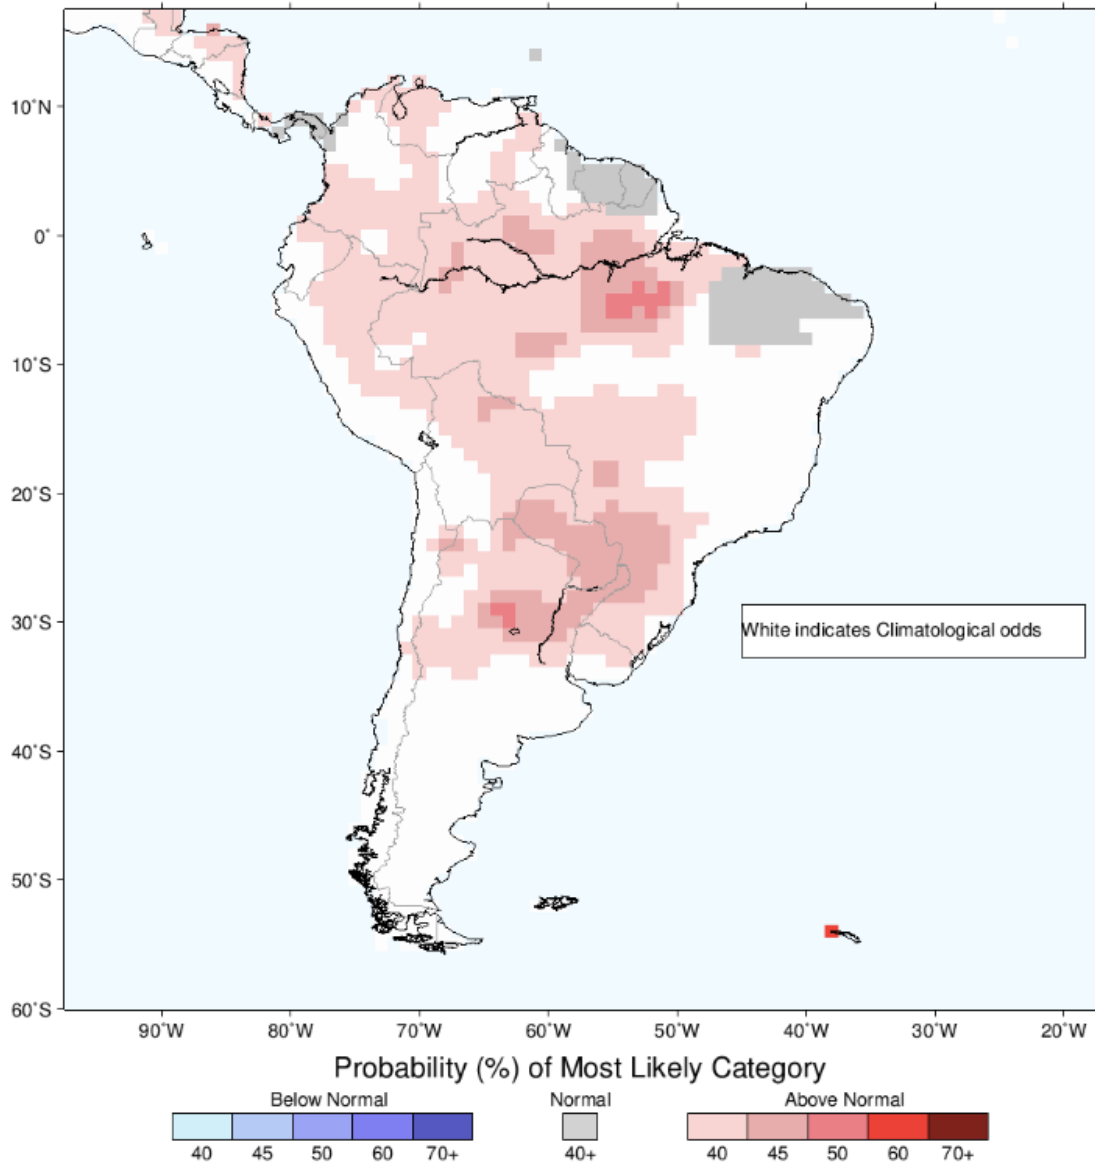 10˚N
0˚
10˚S
20˚S
30˚S
White indicates Climatological odds
40˚S
50˚S
60˚S
90˚W 80˚W 70˚W 60˚W 50˚W 40˚W 30˚W 20˚W
Probability (%) of Most Likely Category
Below Normal Normal Above Normal
40 45 50 60 70+ 40+ 40 45 50 60 70+